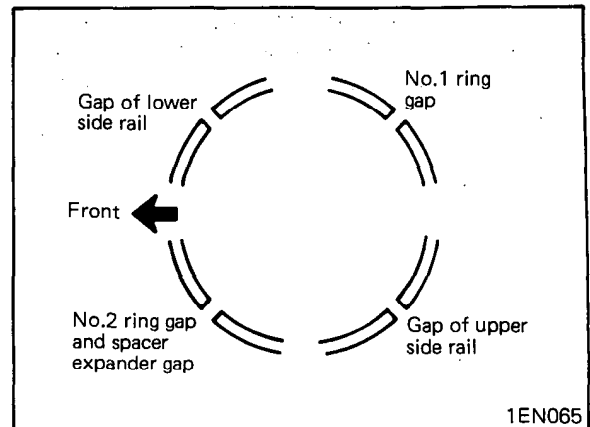 Gap of lower
side rail
No.1 ring
gap
Front
No.2 ring gap
and spacer
expander gap
Gap of upper
side rail
1EN065